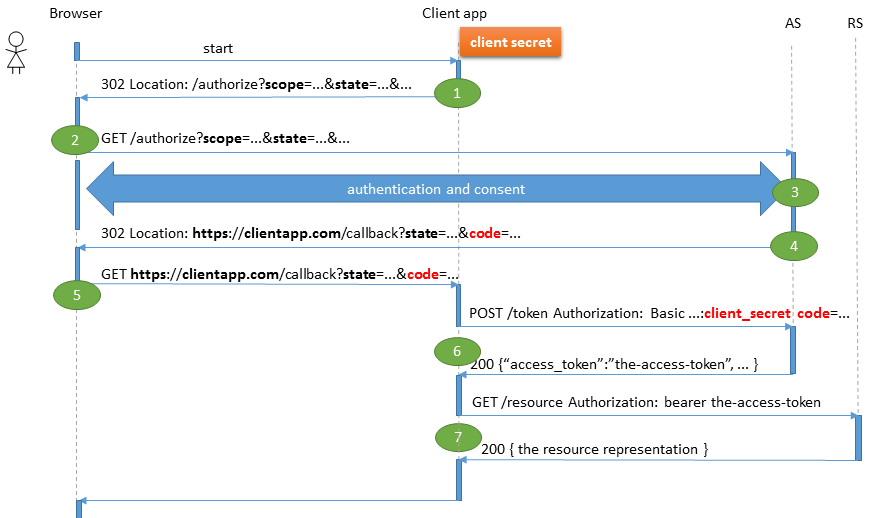 Browser
Client app
AS
RS
client secret
start
302 Location: /authorize?scope=...&state=...&...
1
2
GET /authorize?scope=...&state=...&...
authentication and consent
3
302 Location: https://clientapp.com/callback?state=...&code=...
4
GET https://clientapp.com/callback?state=...&code=...
5
POST /token Authorization: Basic ...:client_secret code=...
6
200 {“access_token”:”the-access-token”, ... }
GET /resource Authorization: bearer the-access-token
7
200 { the resource representation }